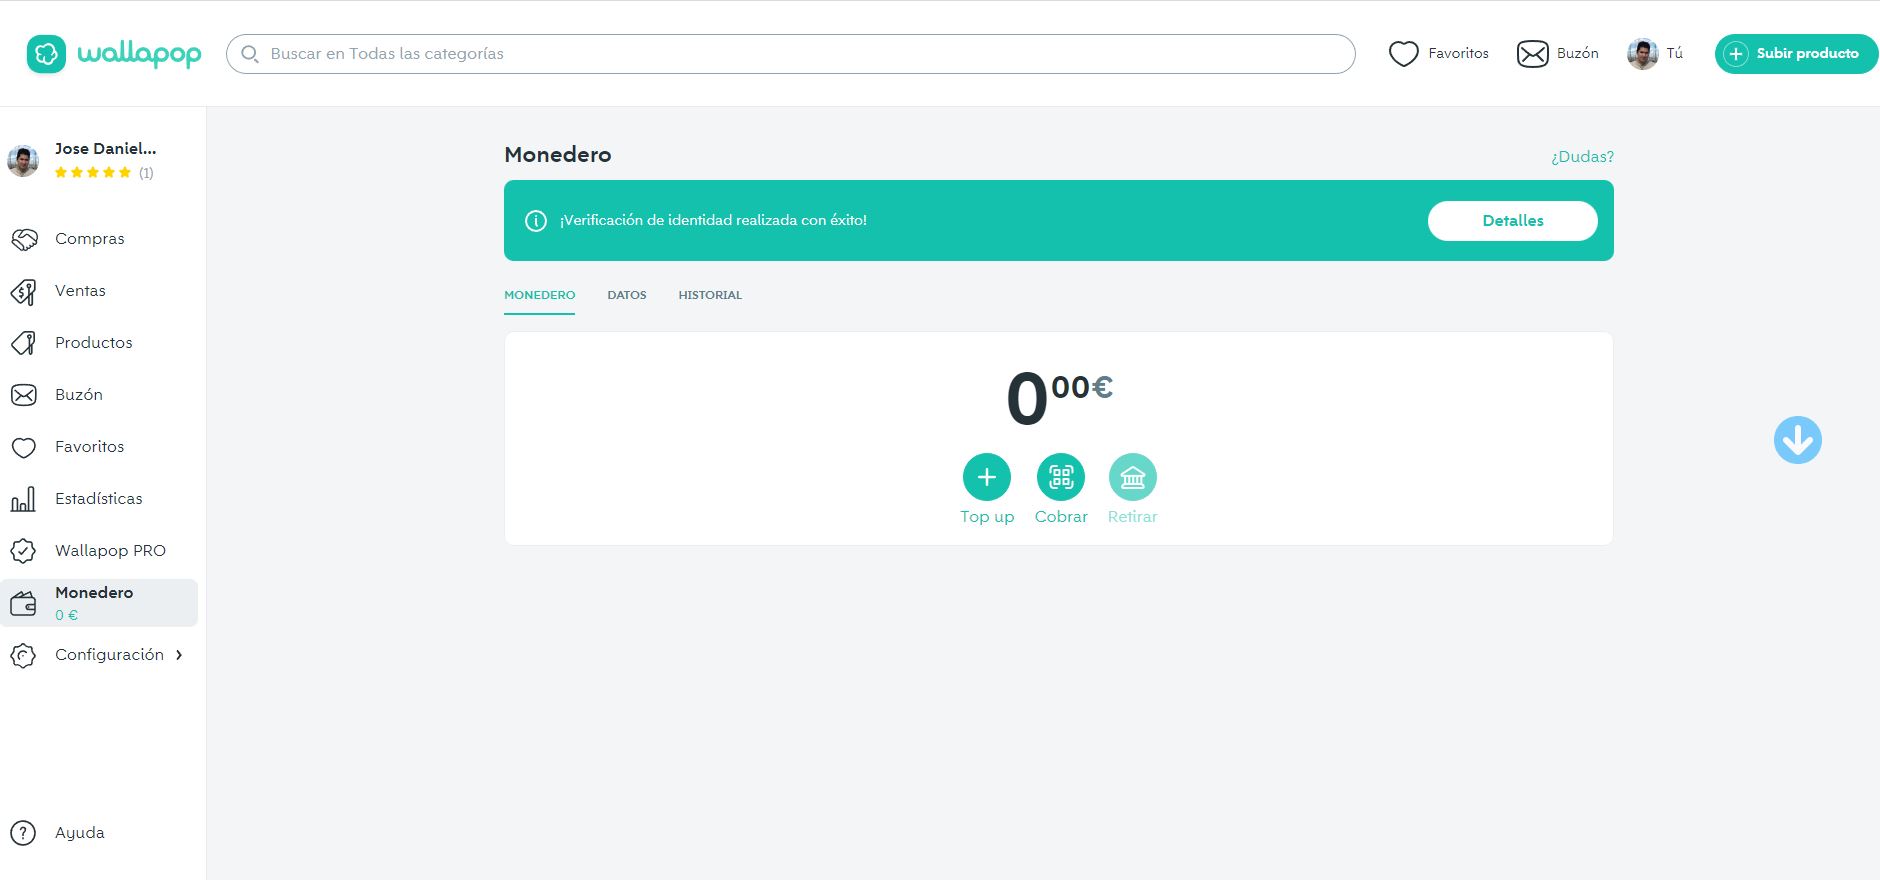 wallapop
Buscar en Todas las categorías
Favoritos
Buzón
Tú
Subir producto
Jose Daniel...
(1)
Compras
Ventas
Productos
Buzón
Favoritos
Estadísticas
Wallapop PRO
Monedero
0 €
Configuración
Ayuda
Monedero
¿Dudas?
¡Verificación de identidad realizada con éxito!
Detalles
MONEDERO DATOS HISTORIAL
0 00 €
Top up Cobrar Retirar